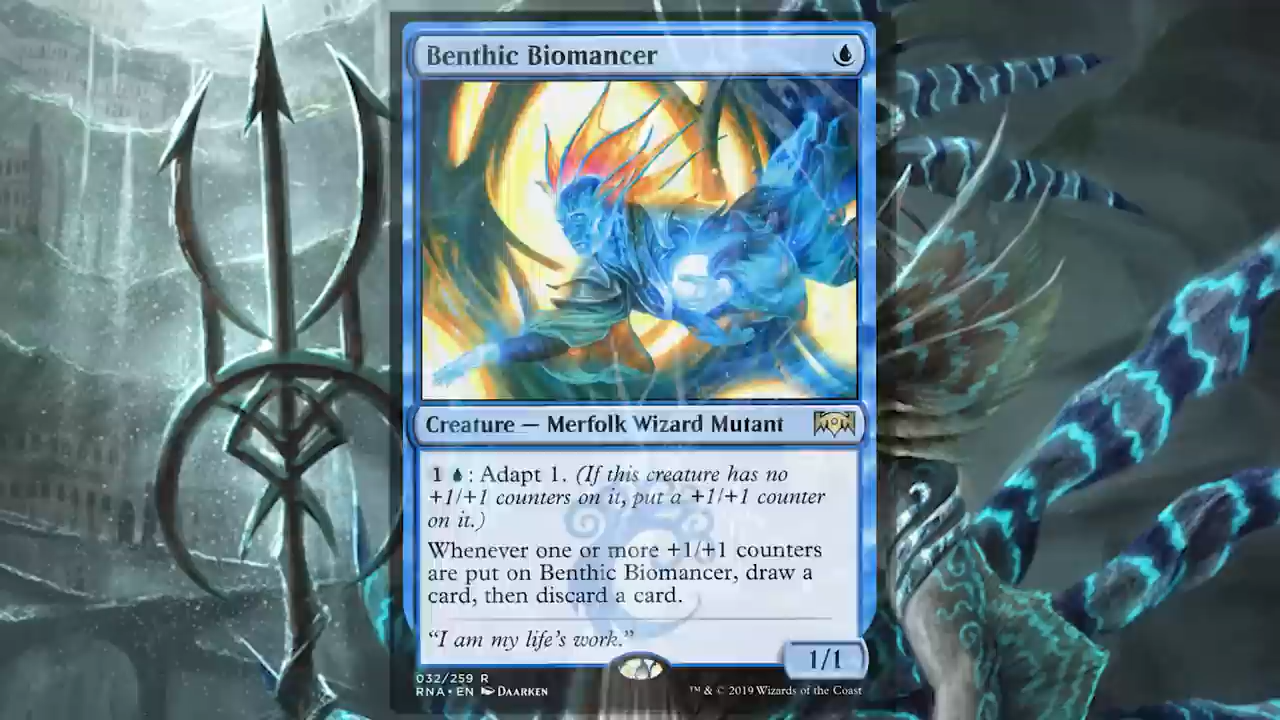 Benthic Biomancer
Creature — Merfolk Wizard Mutant
1 : Adapt 1. (If this creature has no
+1/+1 counters on it, put a +1/+1 counter
on it.)
Whenever one or more +1/+1 counters
are put on Benthic Biomancer, draw a
card, then discard a card.
“I am my life’s work.”
1/1
032/259 R
RNA • EN DAARKEN
™ & © 2019 Wizards of the Coast